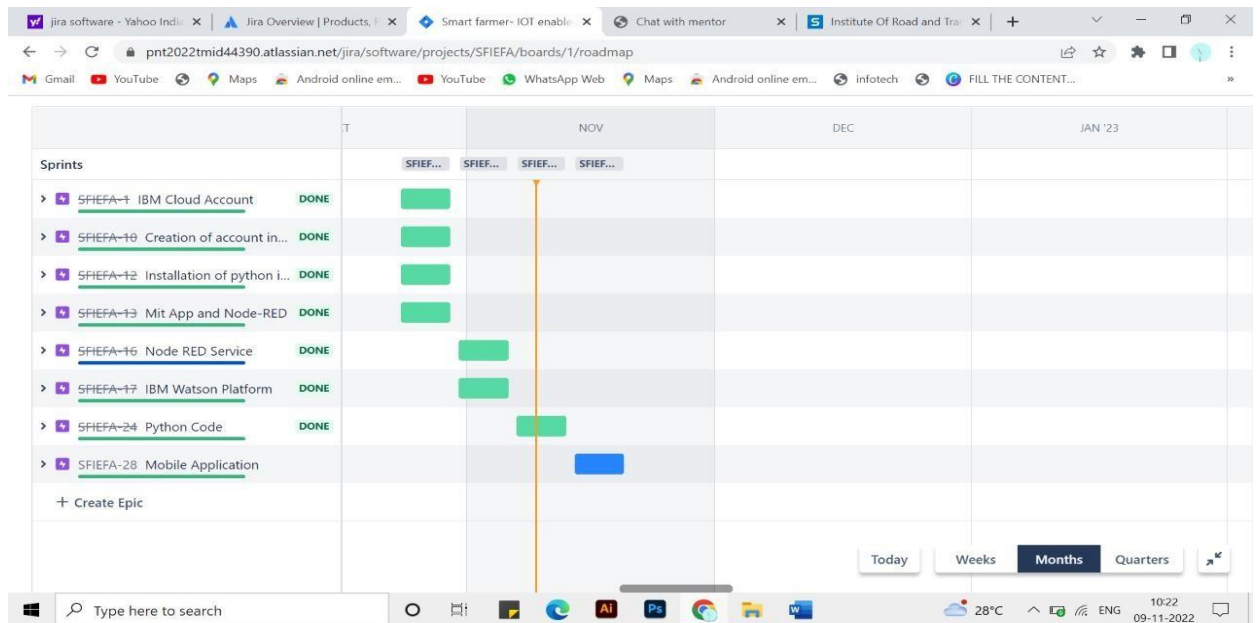 jira software - Yahoo India
Jira Overview | Products, P
Smart farmer- IOT enable
Chat with mentor
Institute Of Road and Tra
pnt2022tmid44390.atlassian.net/jira/software/projects/SFIEFA/boards/1/roadmap
Gmail YouTube Maps Android online em... YouTube WhatsApp Web Maps Android online em... infotech FILL THE CONTENT... »
T NOV DEC JAN '23
Sprints SFIEF... SFIEF... SFIEF... SFIEF...
SFIEFA-1 IBM Cloud Account DONE
SFIEFA-10 Creation of account in... DONE
SFIEFA-12 Installation of python i... DONE
SFIEFA-13 Mit App and Node-RED DONE
SFIEFA-16 Node RED Service DONE
SFIEFA-17 IBM Watson Platform DONE
SFIEFA-24 Python Code DONE
SFIEFA-28 Mobile Application
+ Create Epic
Today Weeks Months Quarters
Type here to search Ai Ps W 28°C ENG 10:22
09-11-2022